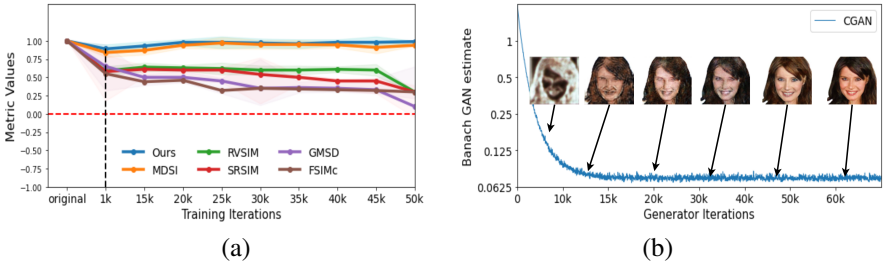 1.00
0.75
0.50
0.25
0.00
−0.25
−0.50
−0.75
−1.00
Metric Values
Ours
MDSI
RVSIM
SRSIM
GMSD
FSIMc
original 1k 15k 20k 25k 30k 35k 40k 45k 50k
Training Iterations
(a)
CGAN
1
0.5
0.25
0.125
0.0625
Banach GAN estimate
0 10k 15k 20k 30k 40k 50k 60k
Generator Iterations
(b)